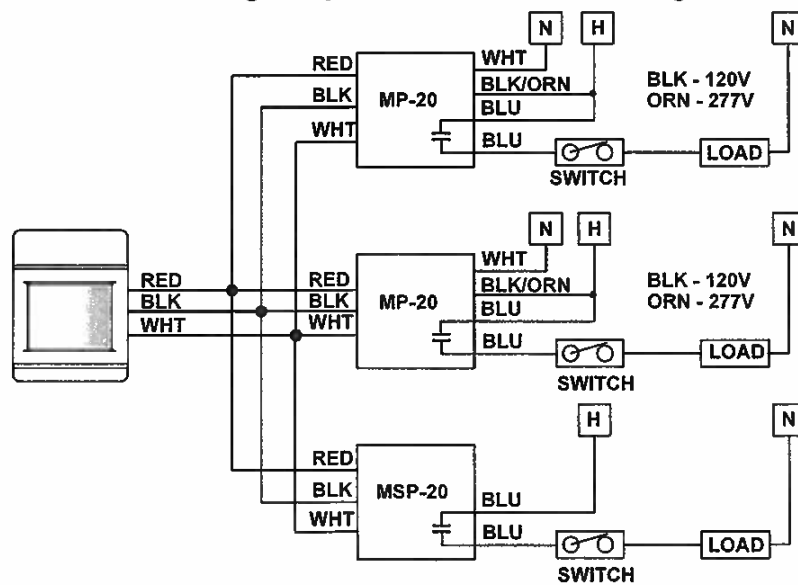 N H N
RED WHT
BLK MP-20 BLK/ORN BLK - 120V
BLU ORN - 277V
WHT BLU LOAD
SWITCH
N H N
WHT
RED RED BLK/ORN BLK - 120V
BLK BLK MP-20 BLU ORN - 277V
WHT WHT BLU LOAD
SWITCH
H N
RED
BLK MSP-20 BLU
WHT BLU LOAD
SWITCH